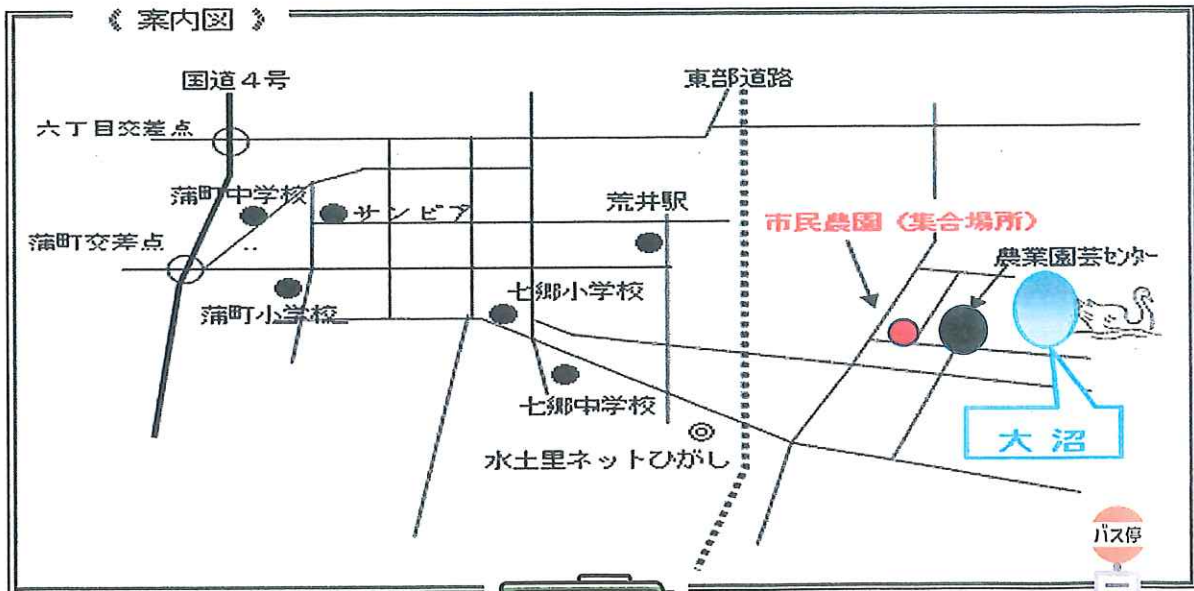 《 案内図 》
国道4号
東部道路
六丁目交差点
蒲町中学校
サンピア
荒井駅
市民農園（集合場所）
蒲町交差点
農業園芸センター
七郷小学校
蒲町小学校
七郷中学校
大沼
水土里ネットひがし
バス停